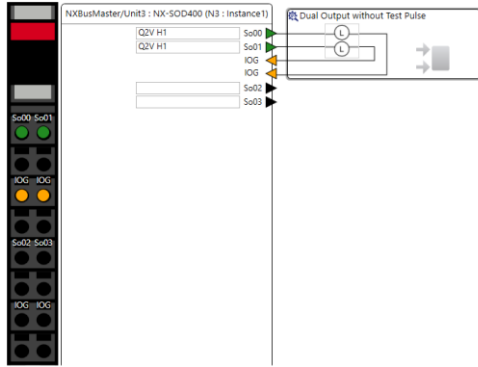 NXBusMaster/Unit3 : NX-SOD400 (N3 : Instance1)
Dual Output without Test Pulse
Q2V H1 So00
Q2V H1 So01
IOG
IOG
So02
So03
L
L
So00 So01
IOG IOG
So02 So03
IOG IOG